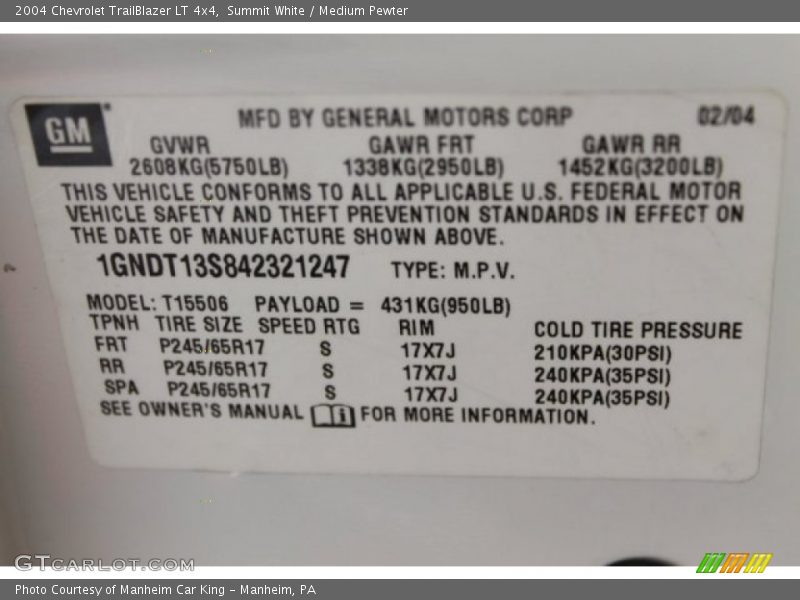 2004 Chevrolet TrailBlazer LT 4x4,  Summit White / Medium Pewter
GM
MFD BY GENERAL MOTORS CORP 02/04
GVWR GAWR FRT GAWR RR
2608KG(5750LB) 1338KG(2950LB) 1452KG(3200LB)
THIS VEHICLE CONFORMS TO ALL APPLICABLE U.S. FEDERAL MOTOR
VEHICLE SAFETY AND THEFT PREVENTION STANDARDS IN EFFECT ON
THE DATE OF MANUFACTURE SHOWN ABOVE.
1GNDT13S842321247 TYPE: M.P.V.
MODEL: T15506 PAYLOAD = 431KG(950LB)
TPNH TIRE SIZE SPEED RTG RIM COLD TIRE PRESSURE
FRT P245/65R17 S 17X7J 210KPA(30PSI)
RR P245/65R17 S 17X7J 240KPA(35PSI)
SPA P245/65R17 S 17X7J 240KPA(35PSI)
SEE OWNER'S MANUAL i FOR MORE INFORMATION.
GTCARLOT.COM
Photo Courtesy of Manheim Car King - Manheim, PA